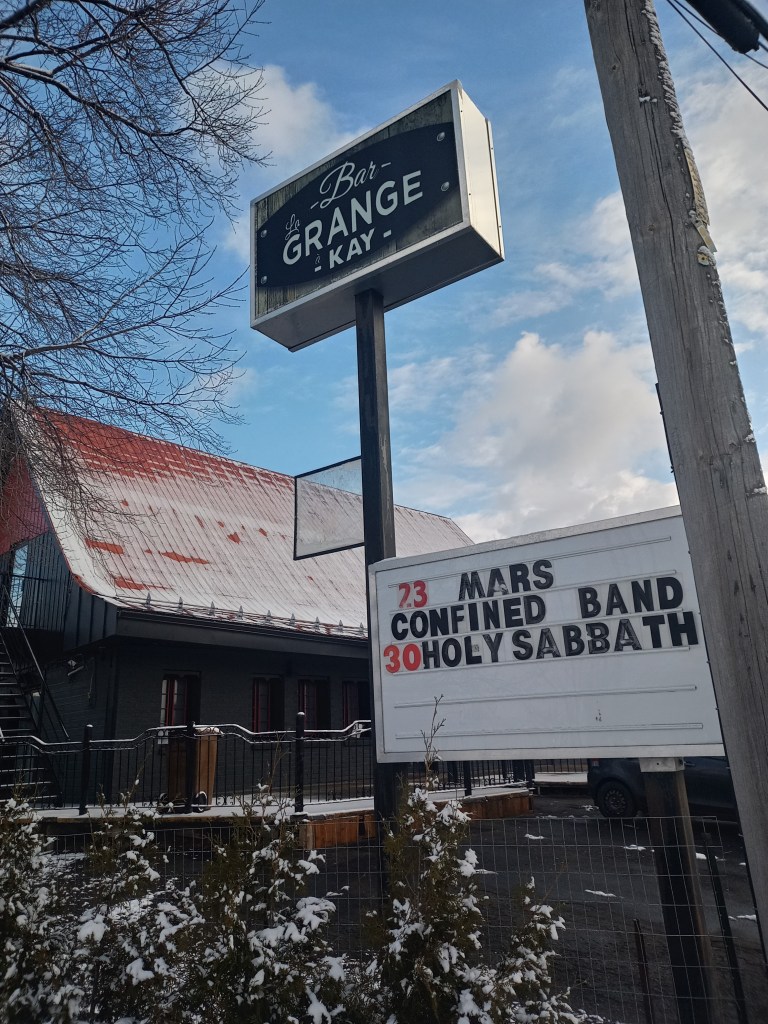 - Bar -
La
GRANGE
à
- KAY -
23 MARS
CONFINED BAND
30 HOLY SABBATH